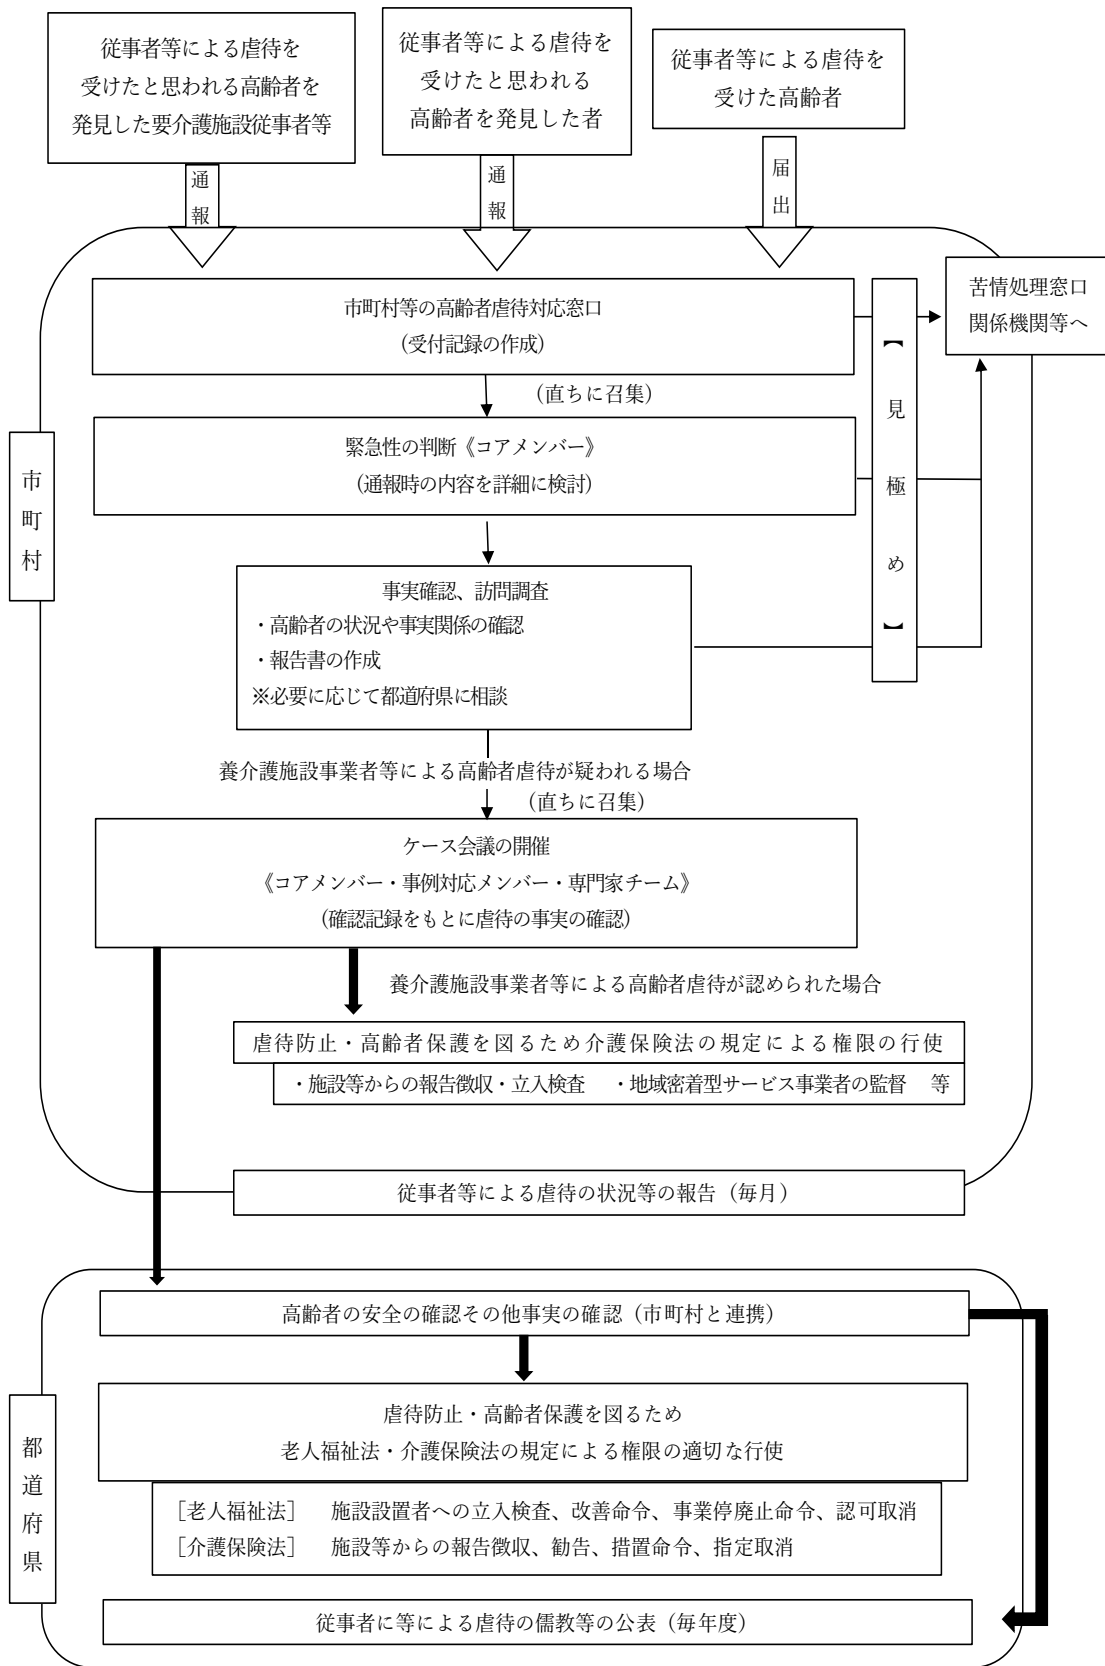 従事者等による虐待を
受けたと思われる高齢者を
発見した要介護施設従事者等
従事者等による虐待を
受けたと思われる
高齢者を発見した者
従事者等による虐待を
受けた高齢者
通報
通報
届出
市町村等の高齢者虐待対応窓口
(受付記録の作成)
苦情処理窓口
関係機関等へ
(直ちに召集)
【見極め】
緊急性の判断《コアメンバー》
(通報時の内容を詳細に検討)
市町村
事実確認、訪問調査
・高齢者の状況や事実関係の確認
・報告書の作成
※必要に応じて都道府県に相談
養介護施設事業者等による高齢者虐待が疑われる場合
(直ちに召集)
ケース会議の開催
《コアメンバー・事例対応メンバー・専門家チーム》
(確認記録をもとに虐待の事実の確認)
養介護施設事業者等による高齢者虐待が認められた場合
虐待防止・高齢者保護を図るため介護保険法の規定による権限の行使
・施設等からの報告徴収・立入検査　・地域密着型サービス事業者の監督　等
従事者等による虐待の状況等の報告（毎月）
高齢者の安全の確認その他事実の確認（市町村と連携）
虐待防止・高齢者保護を図るため
老人福祉法・介護保険法の規定による権限の適切な行使
都道府県
［老人福祉法］　施設設置者への立入検査、改善命令、事業停廃止命令、認可取消
［介護保険法］　施設等からの報告徴収、勧告、措置命令、指定取消
従事者に等による虐待の儒教等の公表（毎年度）